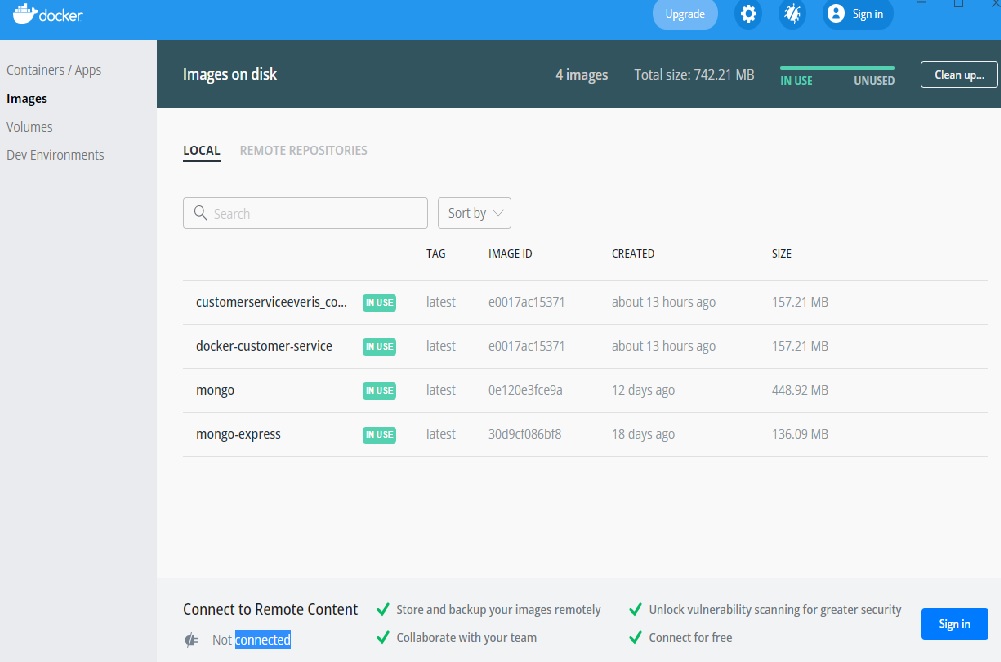 docker
Upgrade
Sign in
Containers / Apps
Images
Volumes
Dev Environments
Images on disk
4 images
Total size: 742.21 MB
IN USE
UNUSED
Clean up...
LOCAL
REMOTE REPOSITORIES
Search
Sort by
TAG IMAGE ID CREATED SIZE
customerserviceeveris_co... IN USE latest e0017ac15371 about 13 hours ago 157.21 MB
docker-customer-service IN USE latest e0017ac15371 about 13 hours ago 157.21 MB
mongo IN USE latest 0e120e3fce9a 12 days ago 448.92 MB
mongo-express IN USE latest 30d9cf086bf8 18 days ago 136.09 MB
Connect to Remote Content
Not connected
Store and backup your images remotely
Collaborate with your team
Unlock vulnerability scanning for greater security
Connect for free
Sign in